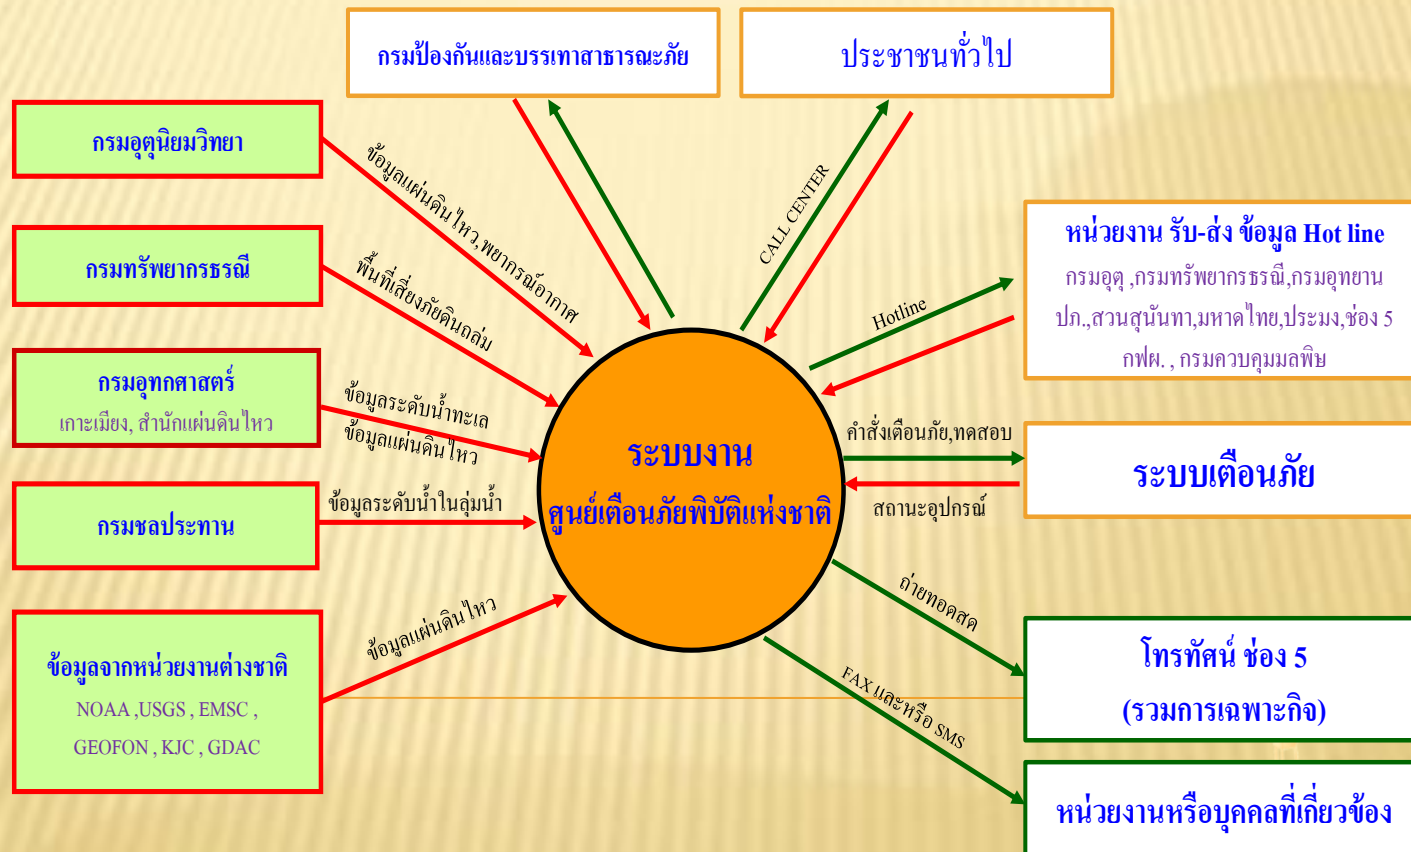 กรมป้องกันและบรรเทาสาธารณะภัย
ประชาชนทั่วไป
กรมอุตุนิยมวิทยา
ข้อมูลแผ่นดินไหว,พยากรณ์อากาศ
CALL CENTER
กรมทรัพยากรธรณี
พื้นที่เสี่ยงภัยดินถล่ม
Hotline
หน่วยงาน รับ-ส่ง ข้อมูล Hot line
กรมอุตุ ,กรมทรัพยากรธรณี,กรมอุทยาน
ปภ.,สวนสุนันทา,มหาดไทย,ประมง,ช่อง 5
กฟผ. , กรมควบคุมมลพิษ
กรมอุทกศาสตร์
เกาะเมียง, สำนักแผ่นดินไหว
ข้อมูลระดับน้ำทะเล
ข้อมูลแผ่นดินไหว
ระบบงาน
ศูนย์เตือนภัยพิบัติแห่งชาติ
คำสั่งเตือนภัย,ทดสอบ
สถานะอุปกรณ์
ระบบเตือนภัย
กรมชลประทาน
ข้อมูลระดับน้ำในลุ่มน้ำ
ข้อมูลจากหน่วยงานต่างชาติ
NOAA ,USGS , EMSC ,
GEOFON , KJC , GDAC
ข้อมูลแผ่นดินไหว
ถ่ายทอดสด
โทรทัศน์ ช่อง 5
(รวมการเฉพาะกิจ)
FAX และหรือ SMS
หน่วยงานหรือบุคคลที่เกี่ยวข้อง